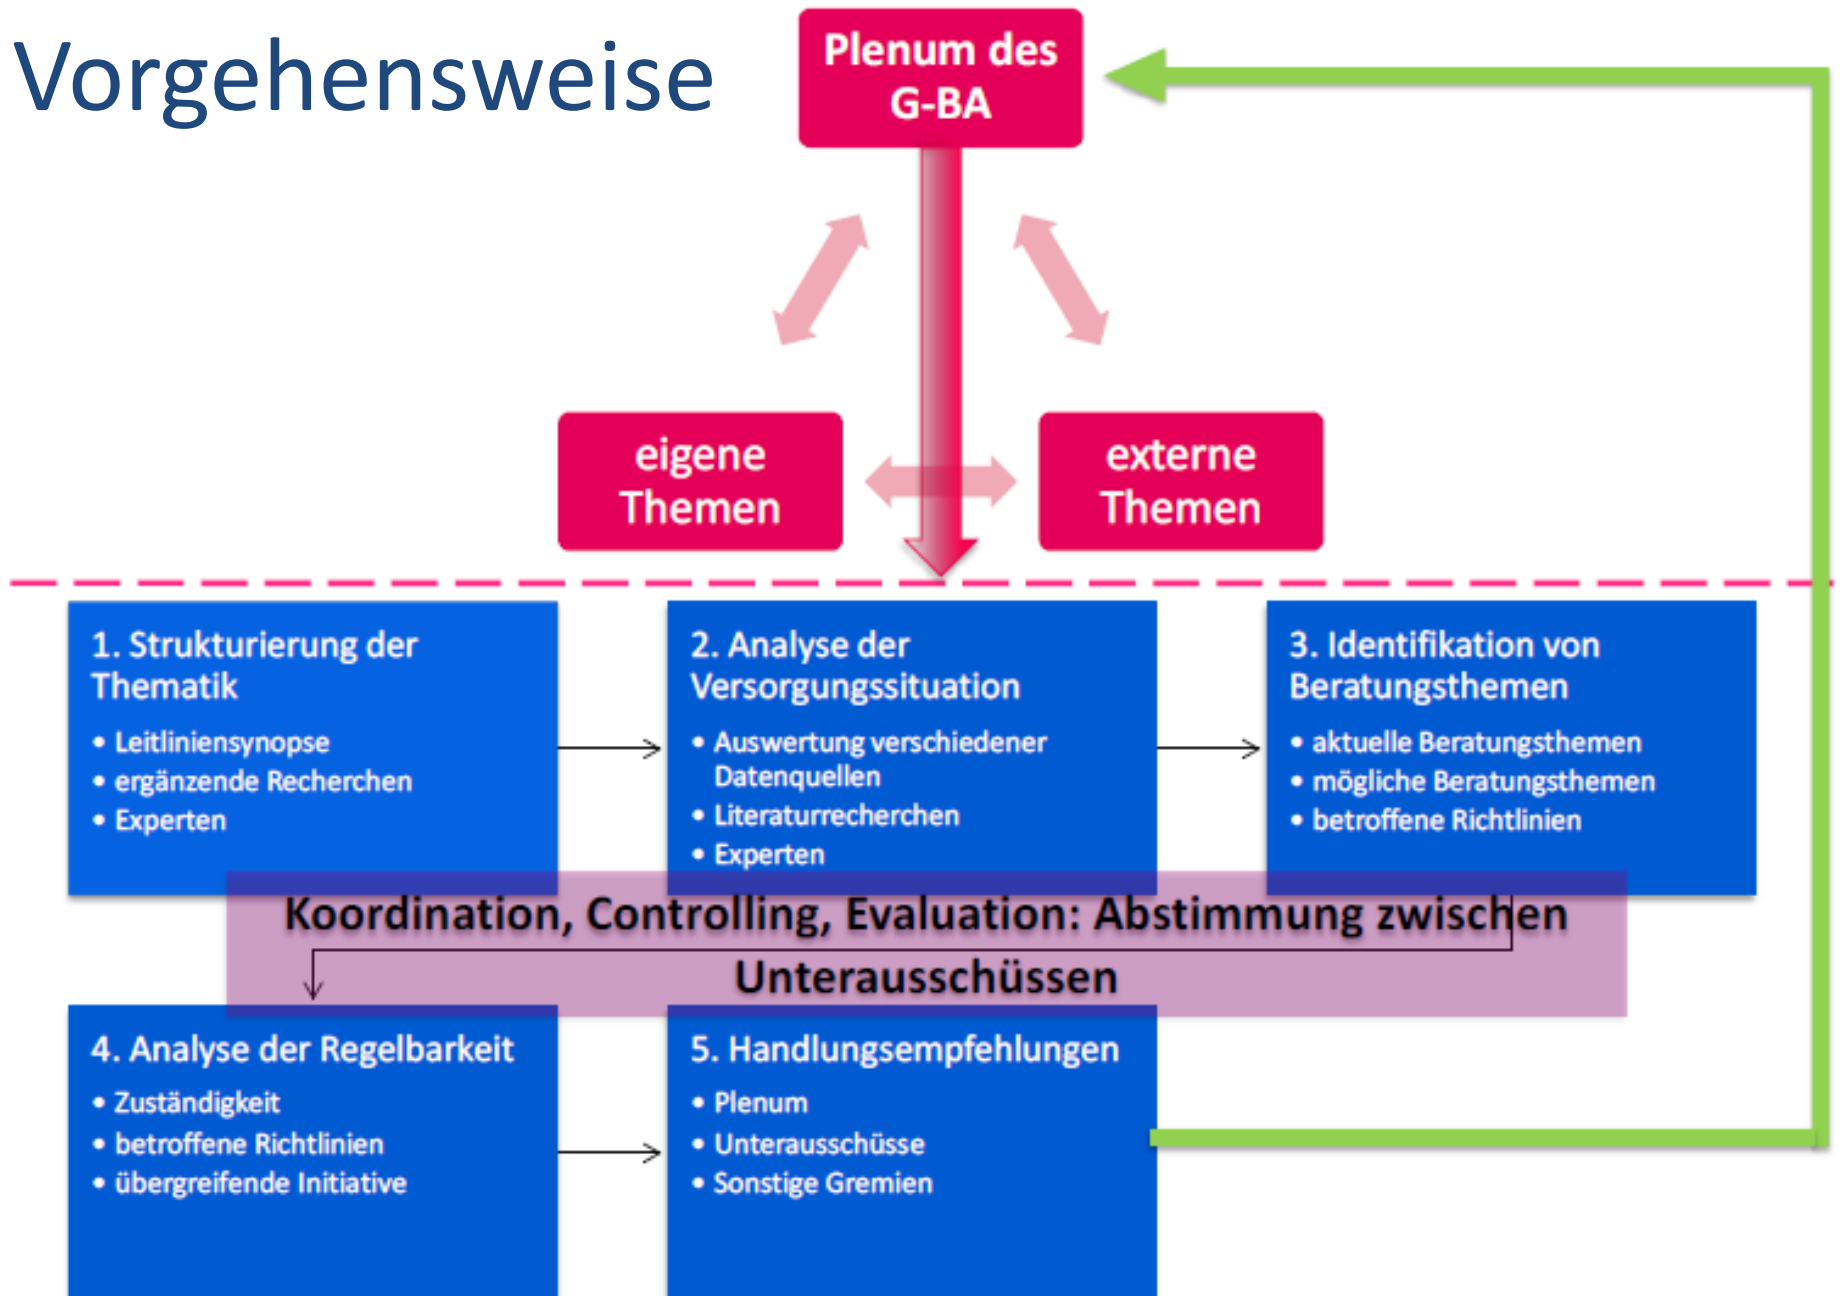 Vorgehensweise
Plenum des
G-BA
eigene
Themen
externe
Themen
1. Strukturierung der
Thematik
• Leitliniensynopse
• ergänzende Recherchen
• Experten
2. Analyse der
Versorgungssituation
• Auswertung verschiedener
Datenquellen
• Literaturrecherchen
• Experten
3. Identifikation von
Beratungsthemen
• aktuelle Beratungsthemen
• mögliche Beratungsthemen
• betroffene Richtlinien
Koordination, Controlling, Evaluation: Abstimmung zwischen
Unterausschüssen
4. Analyse der Regelbarkeit
• Zuständigkeit
• betroffene Richtlinien
• übergreifende Initiative
5. Handlungsempfehlungen
• Plenum
• Unterausschüsse
• Sonstige Gremien